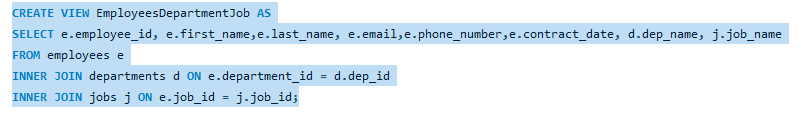 CREATE VIEW EmployeesDepartmentJob AS
SELECT e.employee_id, e.first_name,e.last_name, e.email,e.phone_number,e.contract_date, d.dep_name, j.job_name
FROM employees e
INNER JOIN departments d ON e.department_id = d.dep_id
INNER JOIN jobs j ON e.job_id = j.job_id;